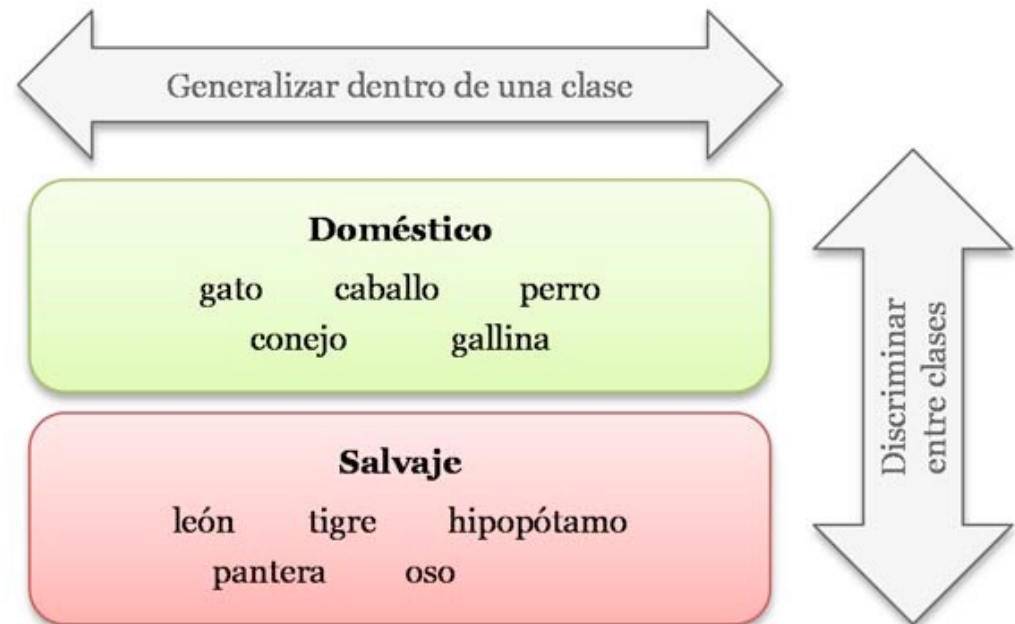 Generalizar dentro de una clase
Doméstico
gato caballo perro
conejo gallina
Salvaje
león tigre hipopótamo
pantera oso
Discriminar
entre clases